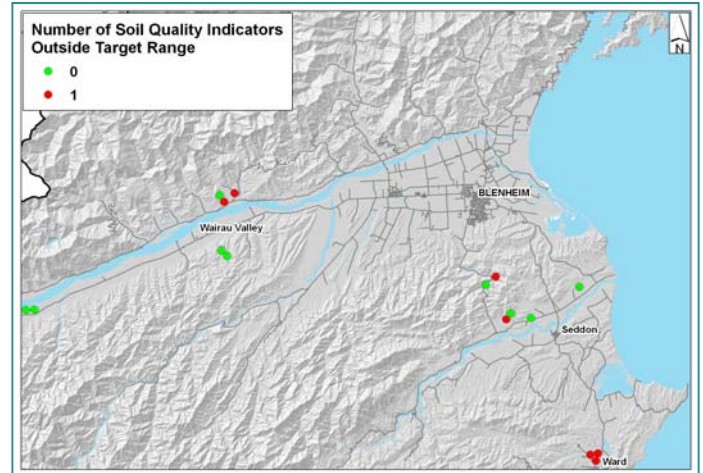 Number of Soil Quality Indicators
Outside Target Range
0
1
N
BLENHEIM
Wairau Valley
Seddon
Ward